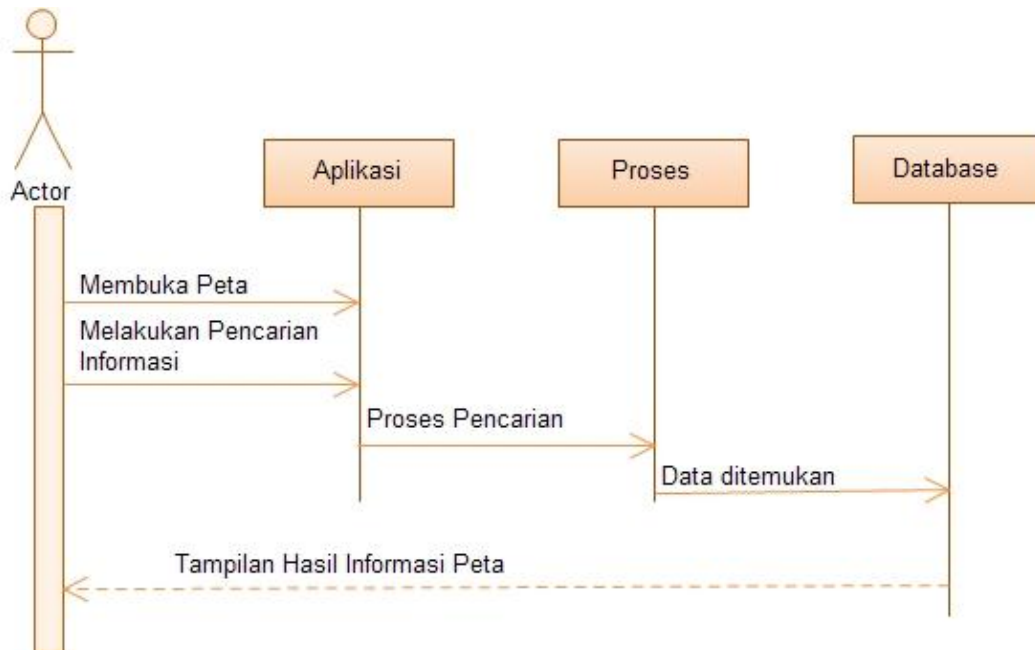 Actor
Aplikasi
Proses
Database
Membuka Peta
Melakukan Pencarian
Informasi
Proses Pencarian
Data ditemukan
Tampilan Hasil Informasi Peta